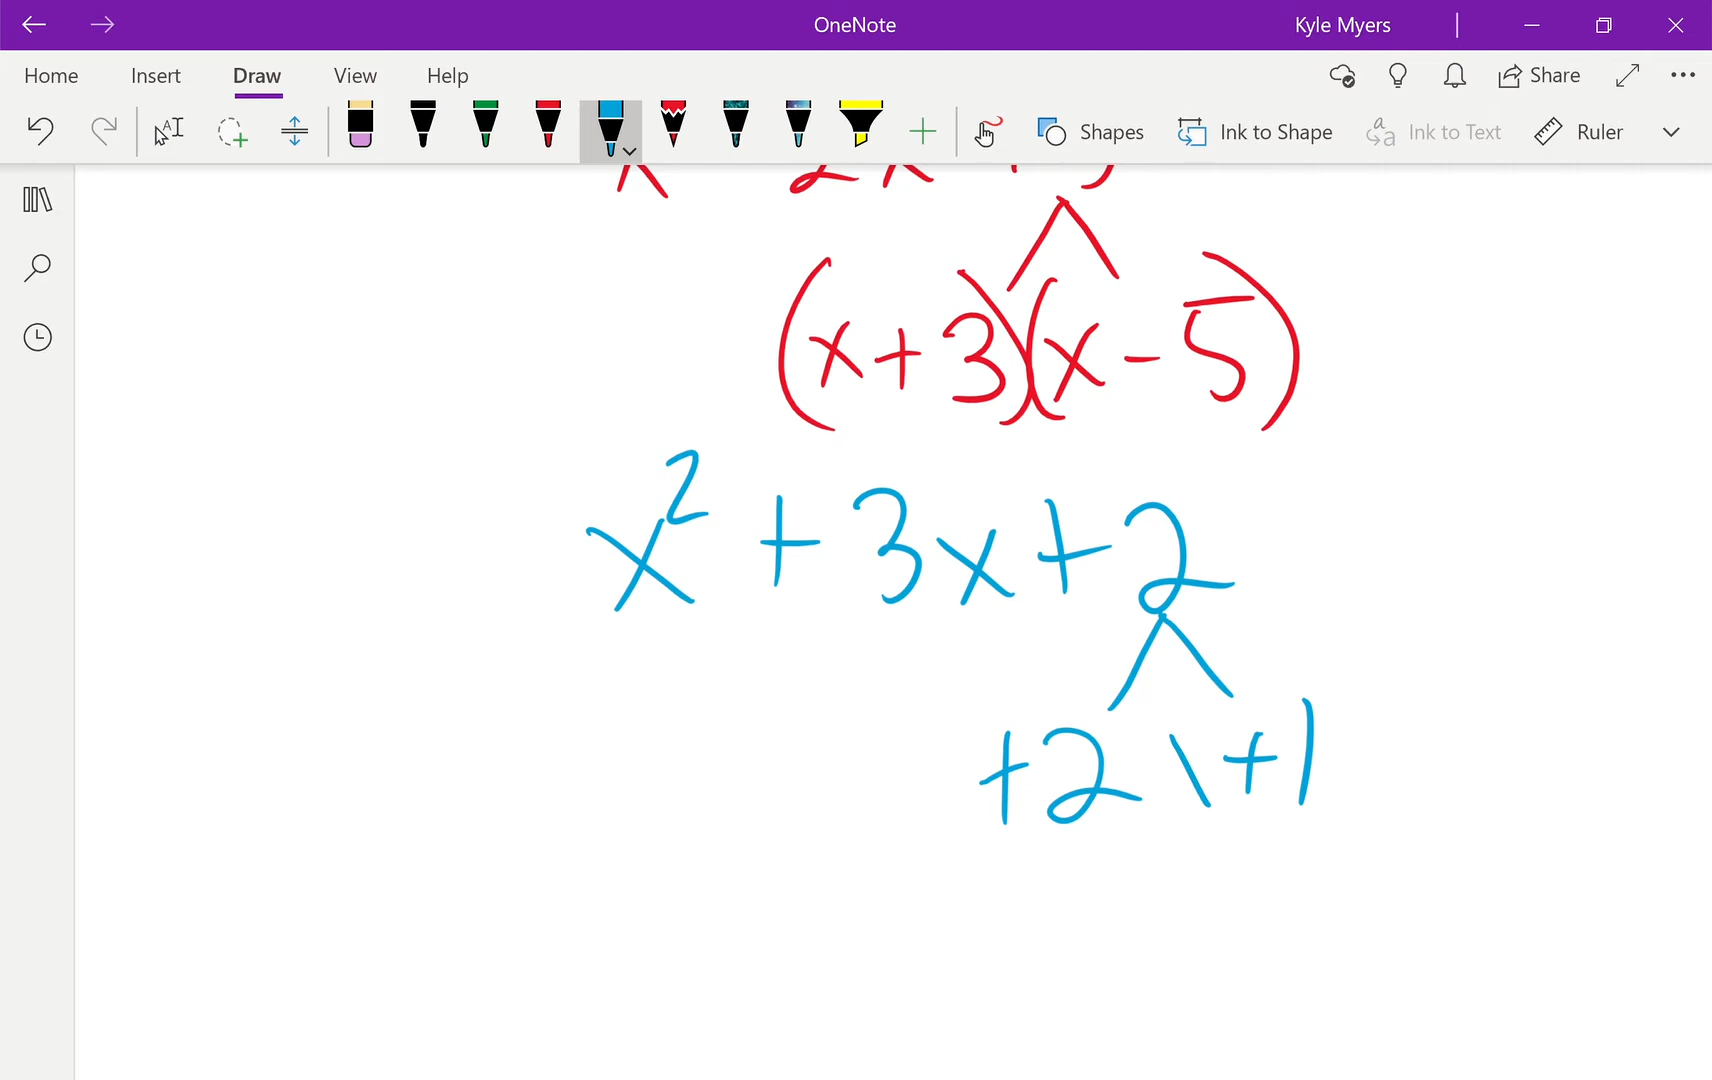 OneNote
Kyle Myers
Home Insert Draw View Help
Share
Shapes Ink to Shape Ink to Text Ruler
(x+3)(x-5)
x² + 3x + 2
+2 \ +1